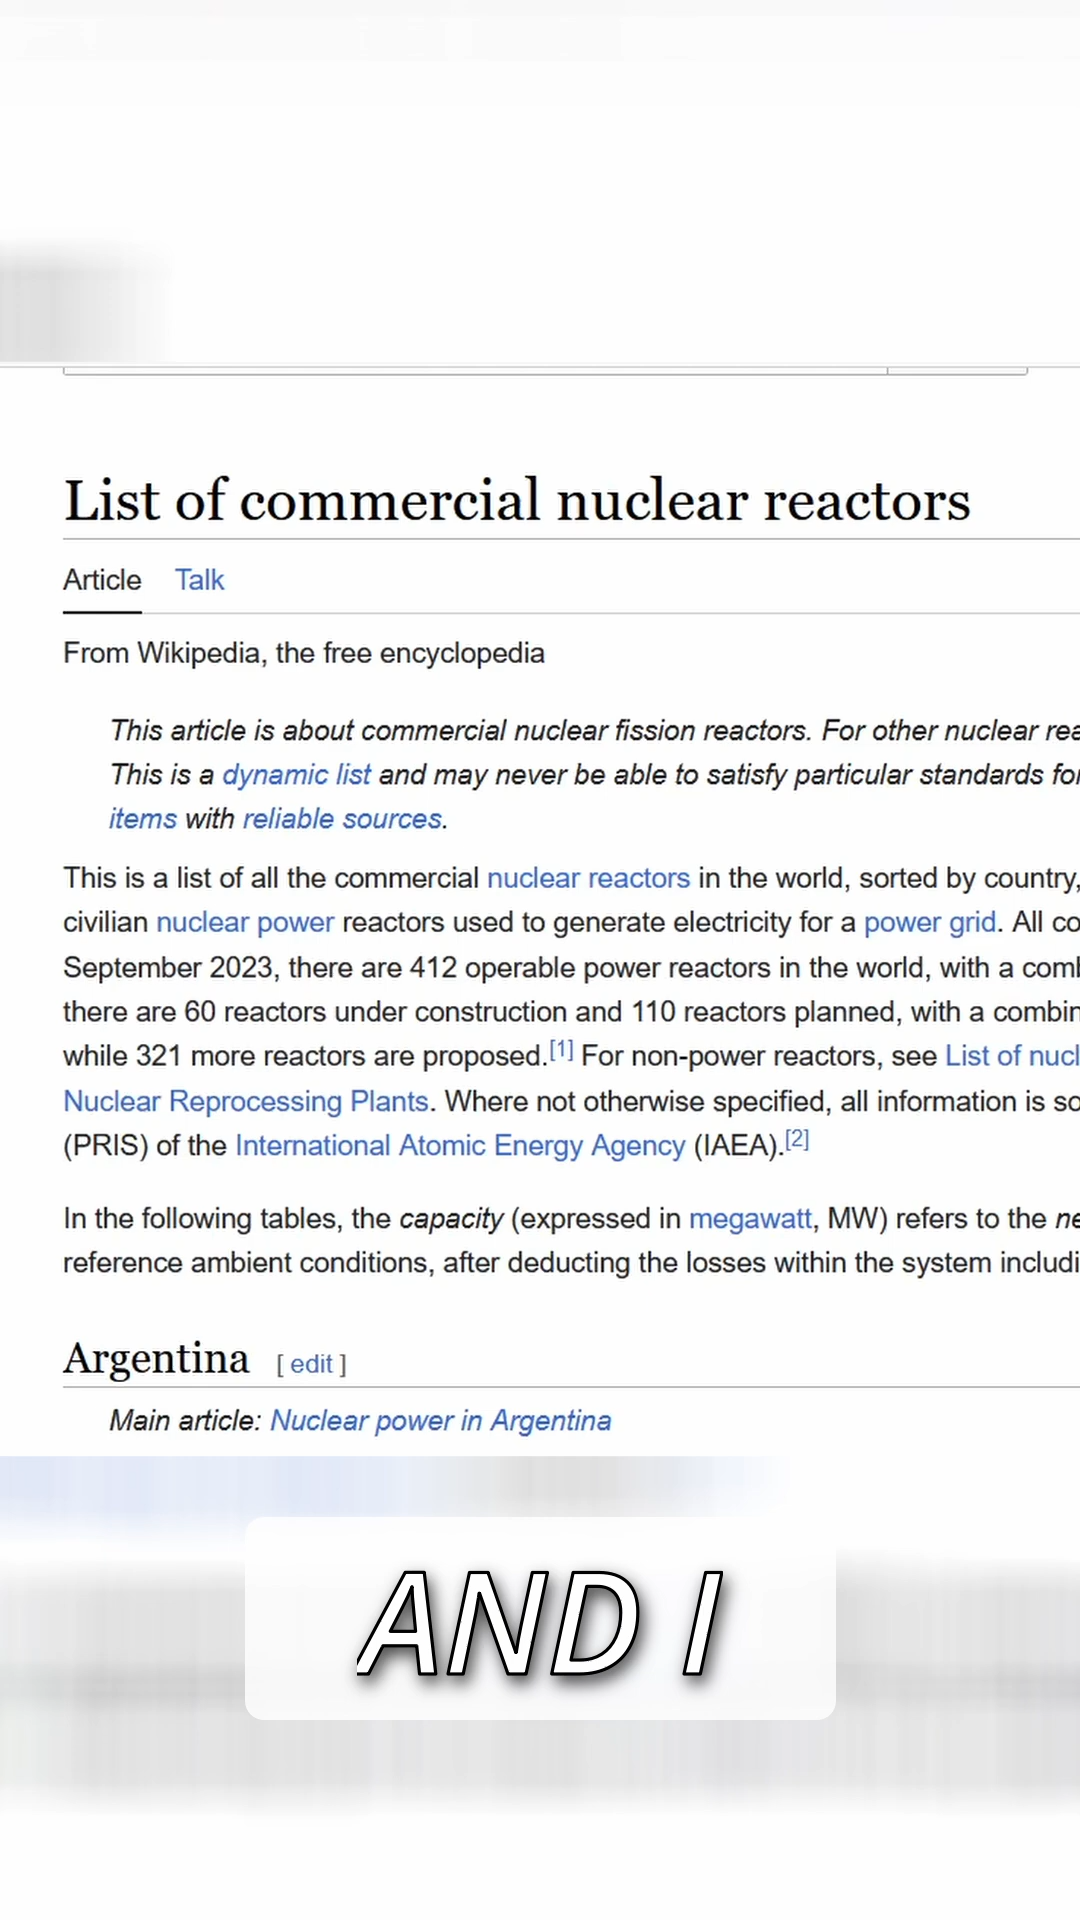 List of commercial nuclear reactors
Article Talk
From Wikipedia, the free encyclopedia
This article is about commercial nuclear fission reactors. For other nuclear rea
This is a dynamic list and may never be able to satisfy particular standards for
items with reliable sources.
This is a list of all the commercial nuclear reactors in the world, sorted by country,
civilian nuclear power reactors used to generate electricity for a power grid. All co
September 2023, there are 412 operable power reactors in the world, with a comb
there are 60 reactors under construction and 110 reactors planned, with a combin
while 321 more reactors are proposed.[1] For non-power reactors, see List of nucl
Nuclear Reprocessing Plants. Where not otherwise specified, all information is so
(PRIS) of the International Atomic Energy Agency (IAEA).[2]
In the following tables, the capacity (expressed in megawatt, MW) refers to the ne
reference ambient conditions, after deducting the losses within the system includi
Argentina [ edit ]
Main article: Nuclear power in Argentina
AND I